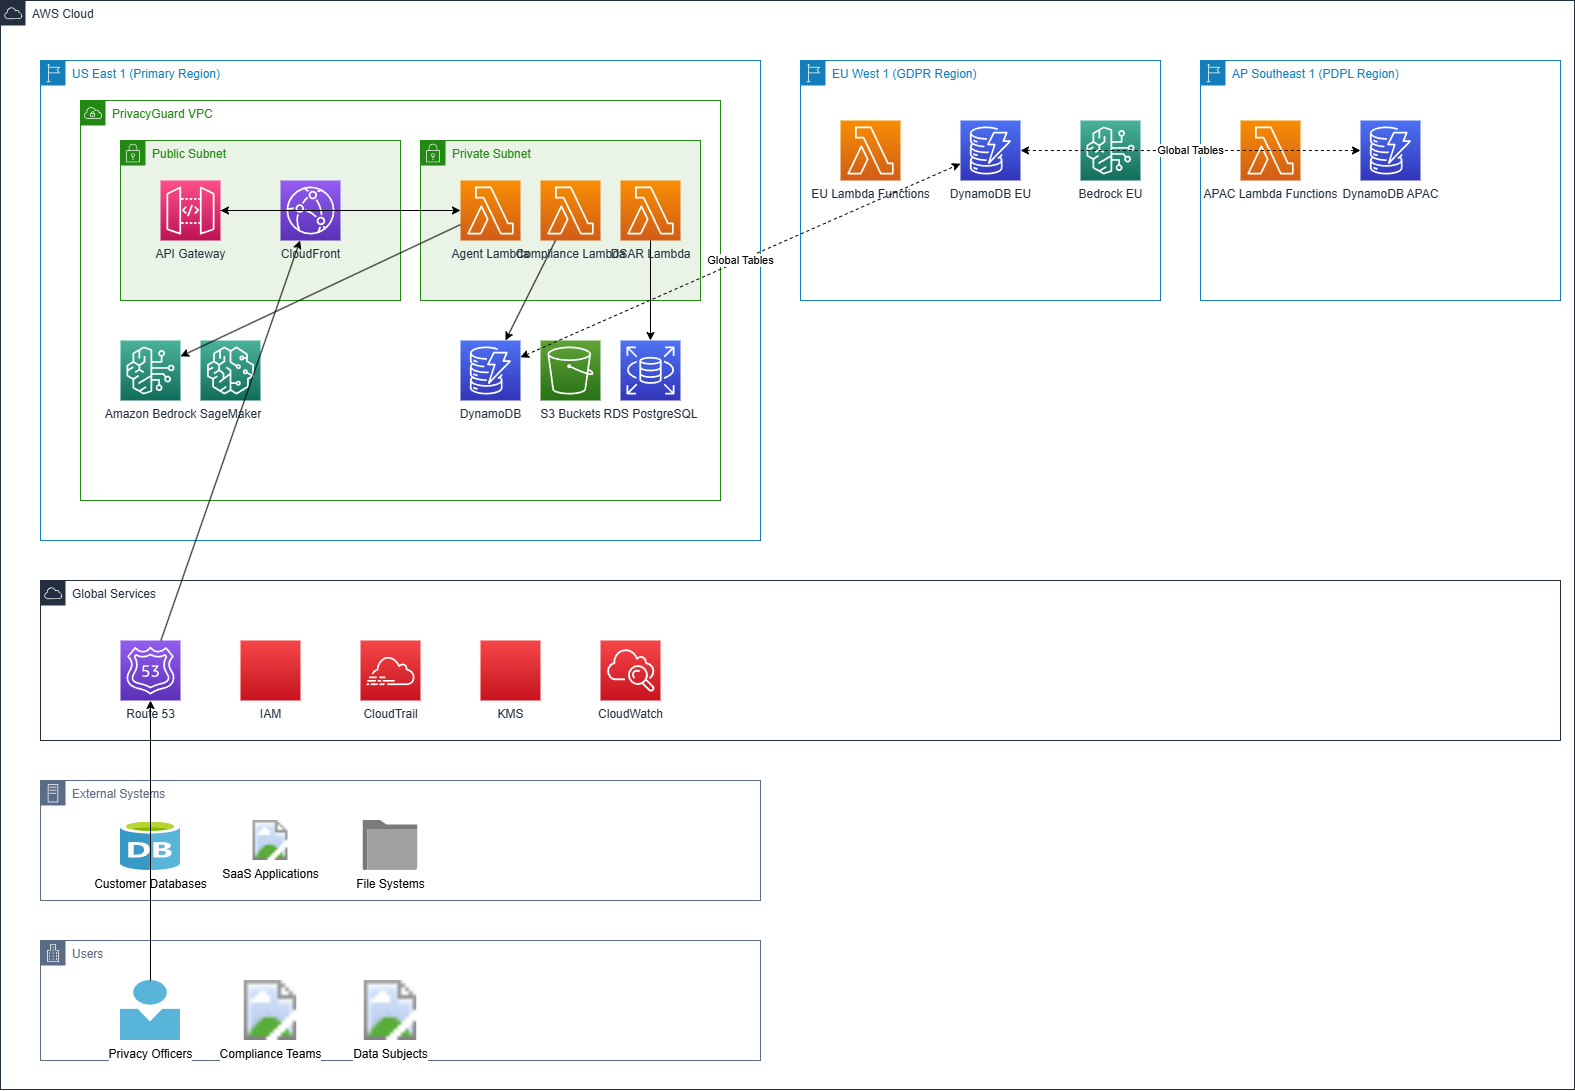 AWS Cloud
US East 1 (Primary Region)
EU West 1 (GDPR Region)
AP Southeast 1 (PDPL Region)
PrivacyGuard VPC
Public Subnet
Private Subnet
API Gateway
CloudFront
Agent Lambda
Compliance Lambda
DSAR Lambda
EU Lambda Functions
DynamoDB EU
Bedrock EU
Global Tables
APAC Lambda Functions
DynamoDB APAC
Global Tables
Amazon Bedrock
SageMaker
DynamoDB
S3 Buckets
RDS PostgreSQL
Global Services
53
Route 53
IAM
CloudTrail
KMS
CloudWatch
External Systems
DB
Customer Databases
SaaS Applications
File Systems
Users
Privacy Officers
Compliance Teams
Data Subjects